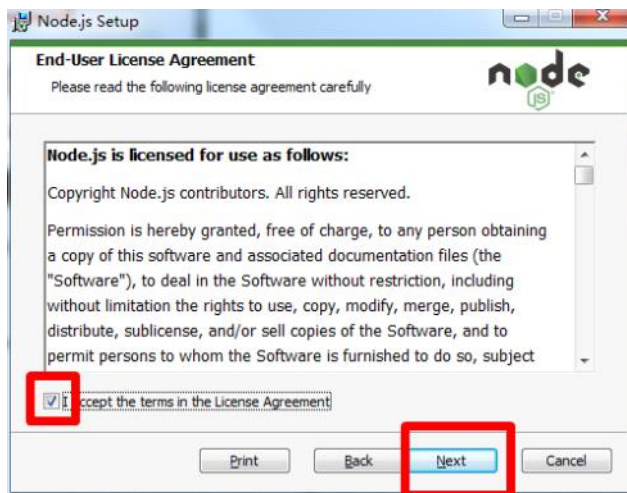 Node.js Setup
End-User License Agreement
Please read the following license agreement carefully
node
JS
Node.js is licensed for use as follows:
Copyright Node.js contributors. All rights reserved.
Permission is hereby granted, free of charge, to any person obtaining
a copy of this software and associated documentation files (the
"Software"), to deal in the Software without restriction, including
without limitation the rights to use, copy, modify, merge, publish,
distribute, sublicense, and/or sell copies of the Software, and to
permit persons to whom the Software is furnished to do so, subject
I accept the terms in the License Agreement
Print Back Next Cancel